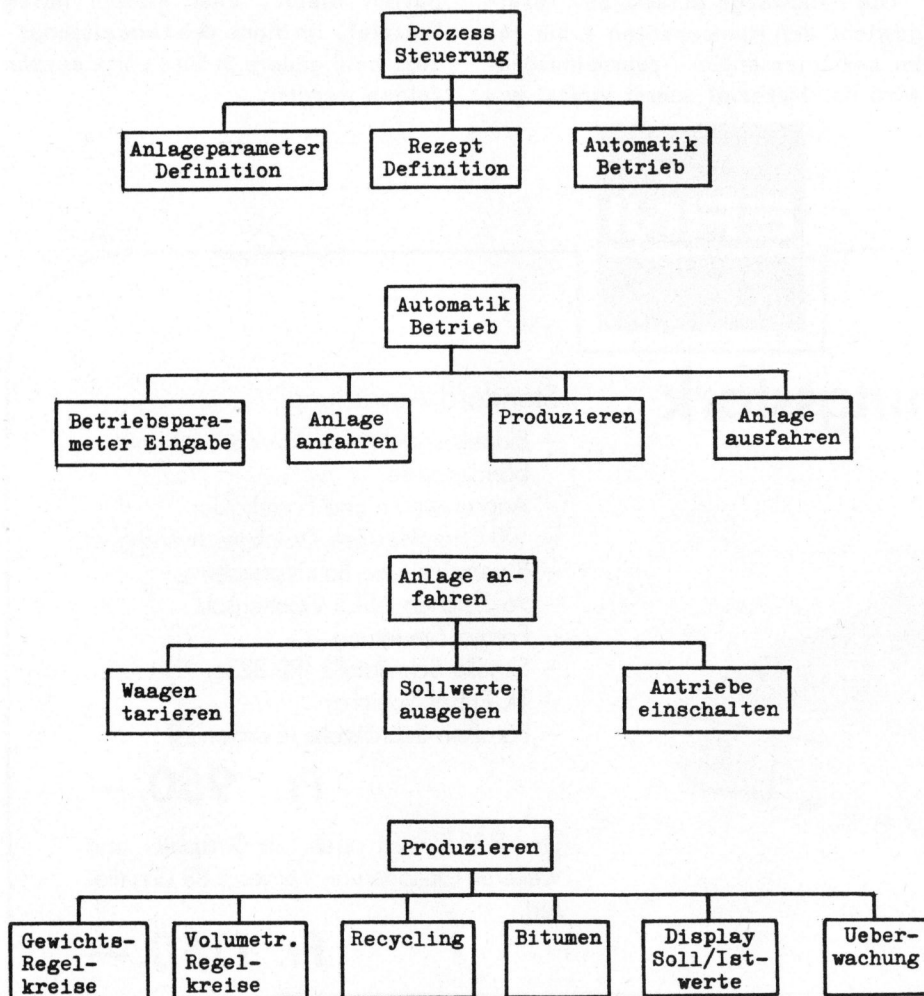 Prozess
Steuerung
Anlageparameter
Definition
Rezept
Definition
Automatik
Betrieb
Automatik
Betrieb
Betriebspara-
meter Eingabe
Anlage
anfahren
Produzieren
Anlage
ausfahren
Anlage an-
fahren
Waagen
tarieren
Sollwerte
ausgeben
Antriebe
einschalten
Produzieren
Gewichts-
Regel-
kreise
Volumetr.
Regel-
kreise
Recycling
Bitumen
Display
Soll/Ist-
werte
Ueber-
wachung